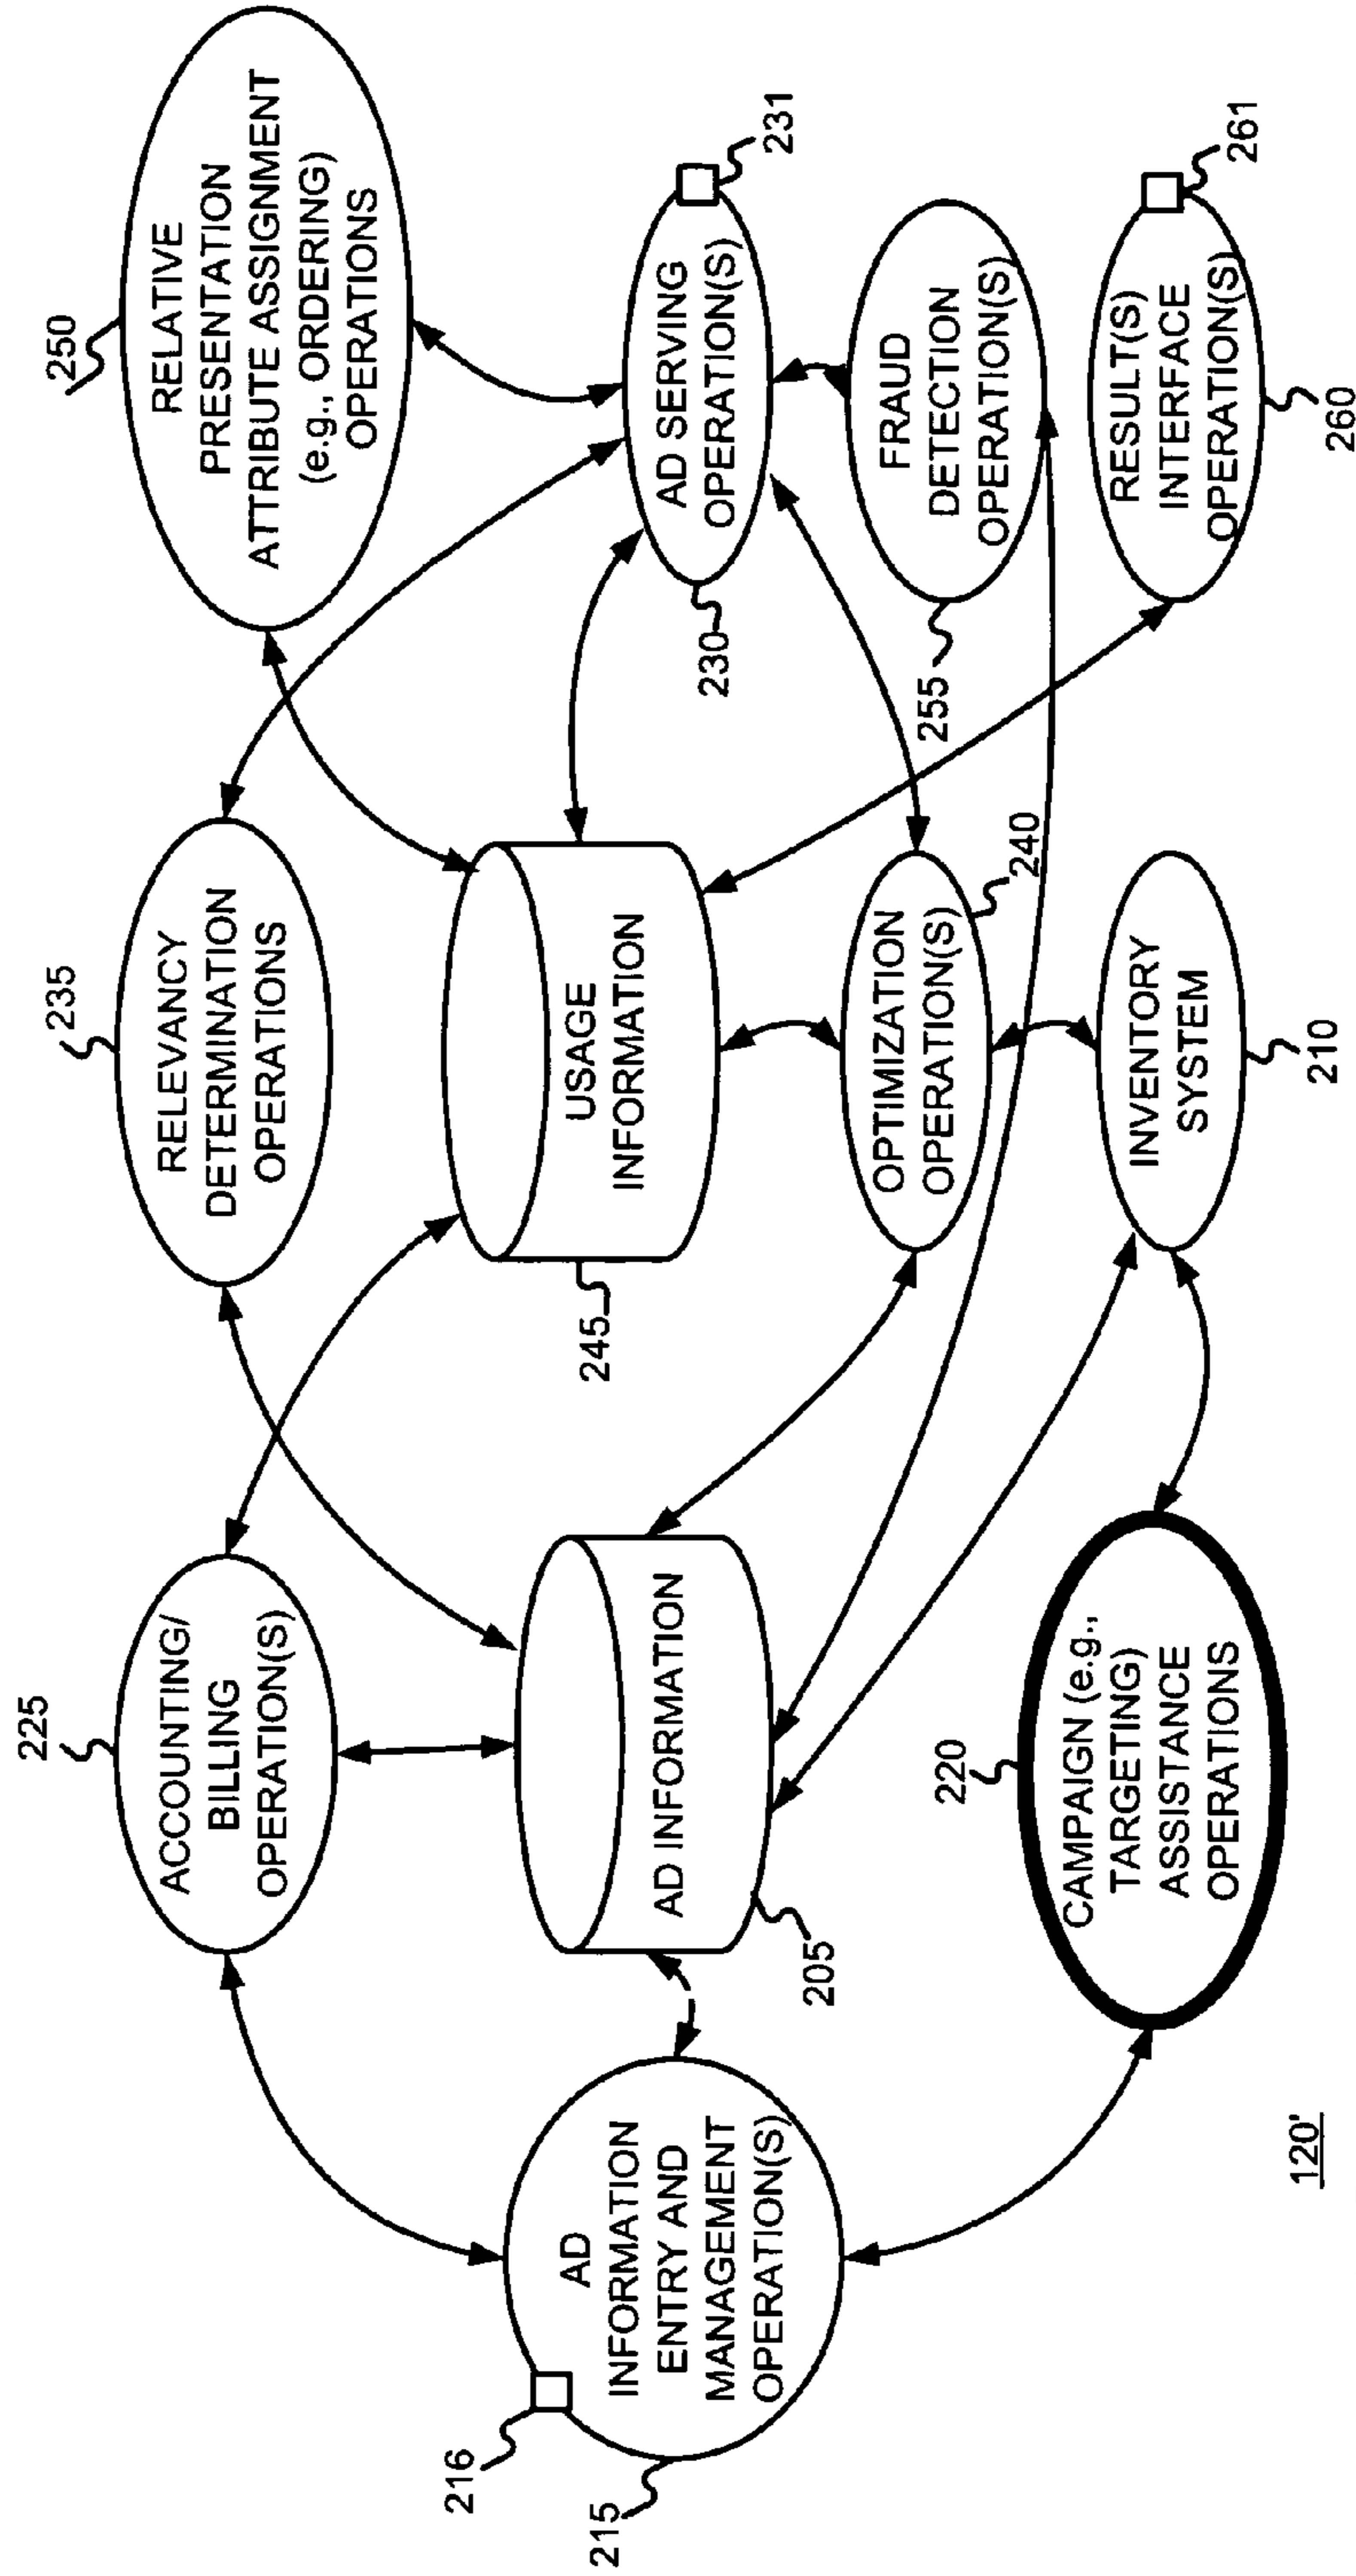 225
ACCOUNTING/
BILLING
OPERATION(S)
235
RELEVANCY
DETERMINATION
OPERATIONS
250
RELATIVE
PRESENTATION
ATTRIBUTE ASSIGNMENT
(e.g., ORDERING)
OPERATIONS
216
215
AD
INFORMATION
ENTRY AND
MANAGEMENT
OPERATION(S)
AD INFORMATION
205
USAGE
INFORMATION
245
AD SERVING
OPERATION(S)
230
231
OPTIMIZATION
OPERATION(S)
240
FRAUD
DETECTION
OPERATION(S)
255
220
CAMPAIGN (e.g.,
TARGETING)
ASSISTANCE
OPERATIONS
INVENTORY
SYSTEM
210
RESULT(S)
INTERFACE
OPERATION(S)
260
261
120'